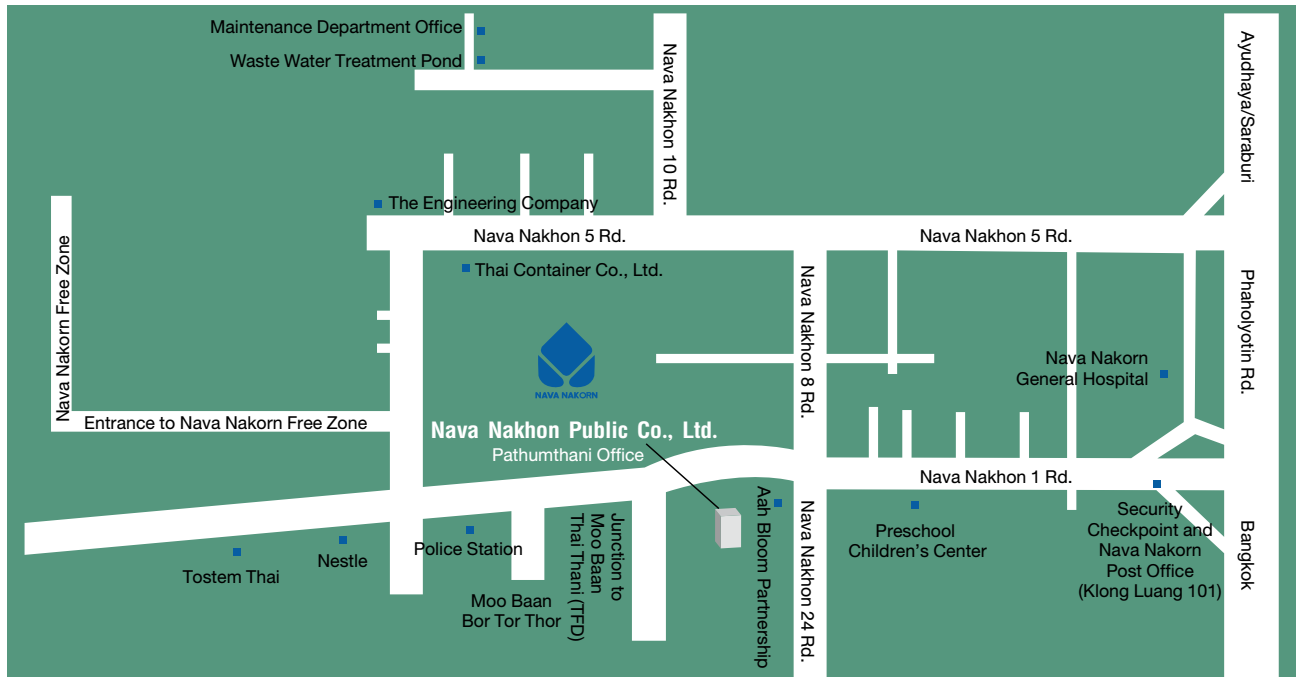 Maintenance Department Office
Waste Water Treatment Pond
Nava Nakhon 10 Rd.
Ayudhaya/Saraburi
The Engineering Company
Nava Nakhon 5 Rd.
Nava Nakhon 5 Rd.
Nava Nakorn Free Zone
Thai Container Co., Ltd.
Nava Nakhon 8 Rd.
Phaholyotin Rd.
NAVA NAKORN
Nava Nakorn
General Hospital
Entrance to Nava Nakorn Free Zone
Nava Nakhon Public Co., Ltd.
Pathumthani Office
Nava Nakhon 1 Rd.
Tostem Thai
Nestle
Police Station
Moo Baan
Bor Tor Thor
Junction to
Moo Baan
Thai Thani (TFD)
Aah Bloom Partnership
Nava Nakhon 24 Rd.
Preschool
Children's Center
Security
Checkpoint and
Nava Nakorn
Post Office
(Klong Luang 101)
Bangkok